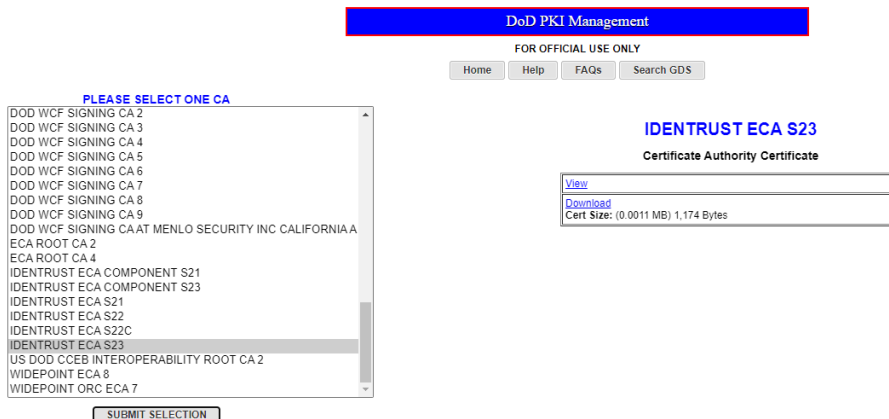 DoD PKI Management
FOR OFFICIAL USE ONLY
Home Help FAQs Search GDS
PLEASE SELECT ONE CA
DOD WCF SIGNING CA 2
DOD WCF SIGNING CA 3
DOD WCF SIGNING CA 4
DOD WCF SIGNING CA 5
DOD WCF SIGNING CA 6
DOD WCF SIGNING CA 7
DOD WCF SIGNING CA 8
DOD WCF SIGNING CA 9
DOD WCF SIGNING CA AT MENLO SECURITY INC CALIFORNIA A
ECA ROOT CA 2
ECA ROOT CA 4
IDENTRUST ECA COMPONENT S21
IDENTRUST ECA COMPONENT S23
IDENTRUST ECA S21
IDENTRUST ECA S22
IDENTRUST ECA S22C
IDENTRUST ECA S23
US DOD CCEB INTEROPERABILITY ROOT CA 2
WIDEPOINT ECA 8
WIDEPOINT ORC ECA 7
SUBMIT SELECTION
IDENTRUST ECA S23
Certificate Authority Certificate
View
Download
Cert Size: (0.0011 MB) 1,174 Bytes